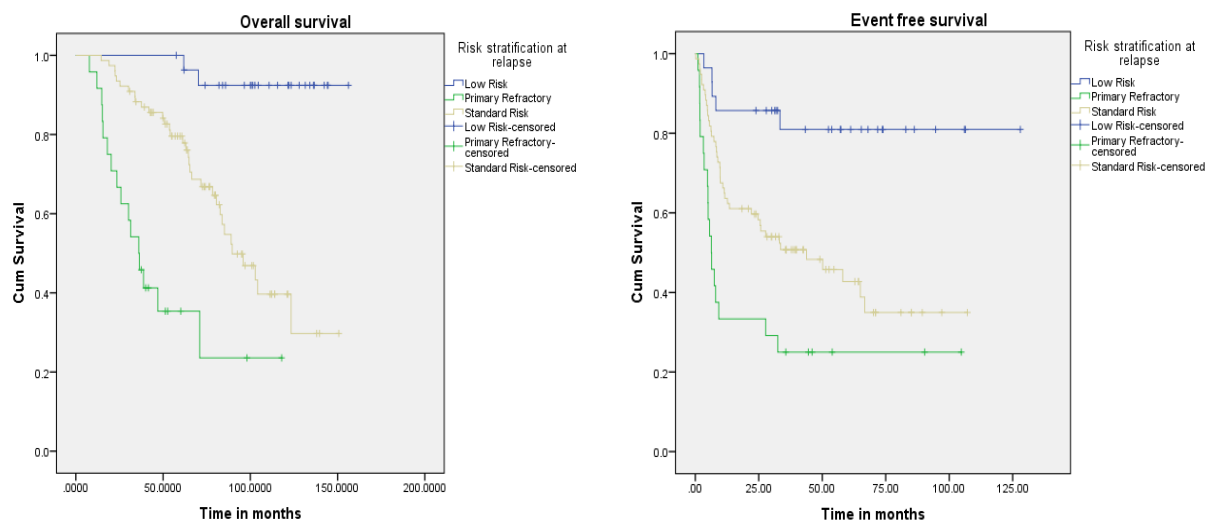 Overall survival
Risk stratification at
relapse
Low Risk
Primary Refractory
Standard Risk
Low Risk-censored
Primary Refractory-
censored
Standard Risk-censored
Cum Survival
1.0
0.8
0.6
0.4
0.2
0.0
.0000
50.0000
100.0000
150.0000
200.0000
Time in months
Event free survival
Risk stratification at
relapse
Low Risk
Primary Refractory
Standard Risk
Low Risk-censored
Primary Refractory-
censored
Standard Risk-censored
Cum Survival
1.0
0.8
0.6
0.4
0.2
0.0
.00
25.00
50.00
75.00
100.00
125.00
Time in months